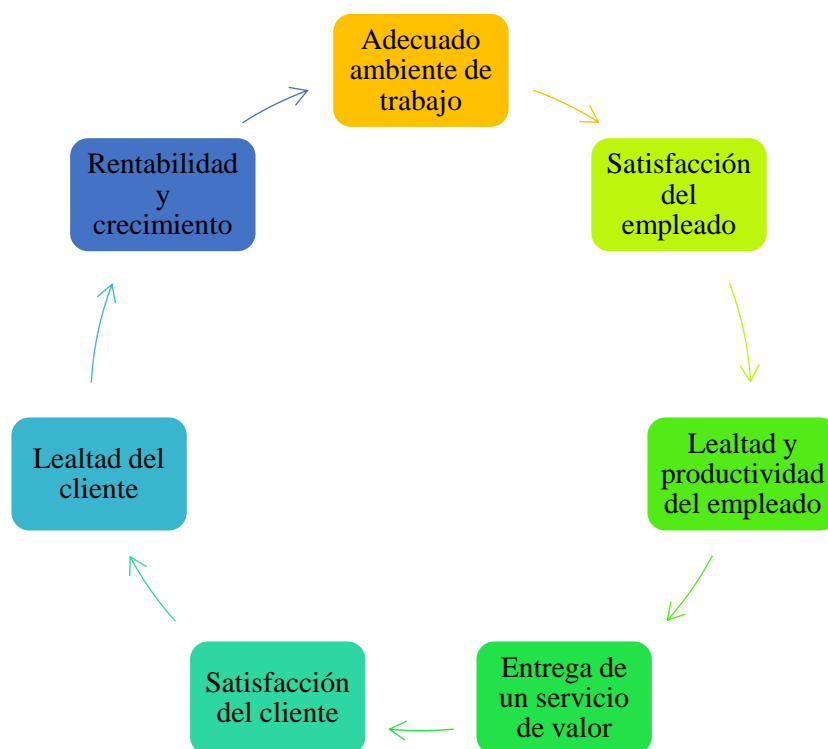 Adecuado
ambiente de
trabajo
Satisfacción
del
empleado
Lealtad y
productividad
del empleado
Entrega de
un servicio
de valor
Satisfacción
del cliente
Lealtad del
cliente
Rentabilidad
y
crecimiento